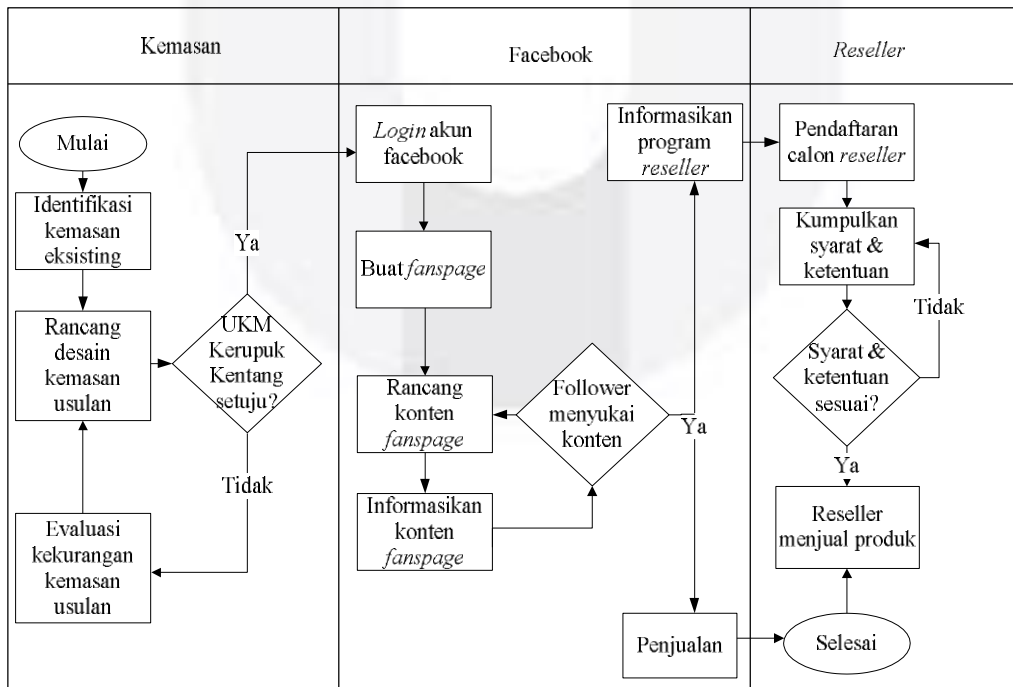 Kemasan
Facebook
Reseller
Mulai
Identifikasi
kemasan
eksisting
Rancang
desain
kemasan
usulan
Evaluasi
kekurangan
kemasan
usulan
Ya
UKM
Kerupuk
Kentang
setuju?
Tidak
Login akun
facebook
Buat fanspage
Rancang
konten
fanspage
Informasikan
konten
fanspage
Follower
menyukai
konten
Ya
Informasikan
program
reseller
Penjualan
Pendaftaran
calon reseller
Kumpulkan
syarat &
ketentuan
Tidak
Syarat &
ketentuan
sesuai?
Ya
Reseller
menjual produk
Selesai